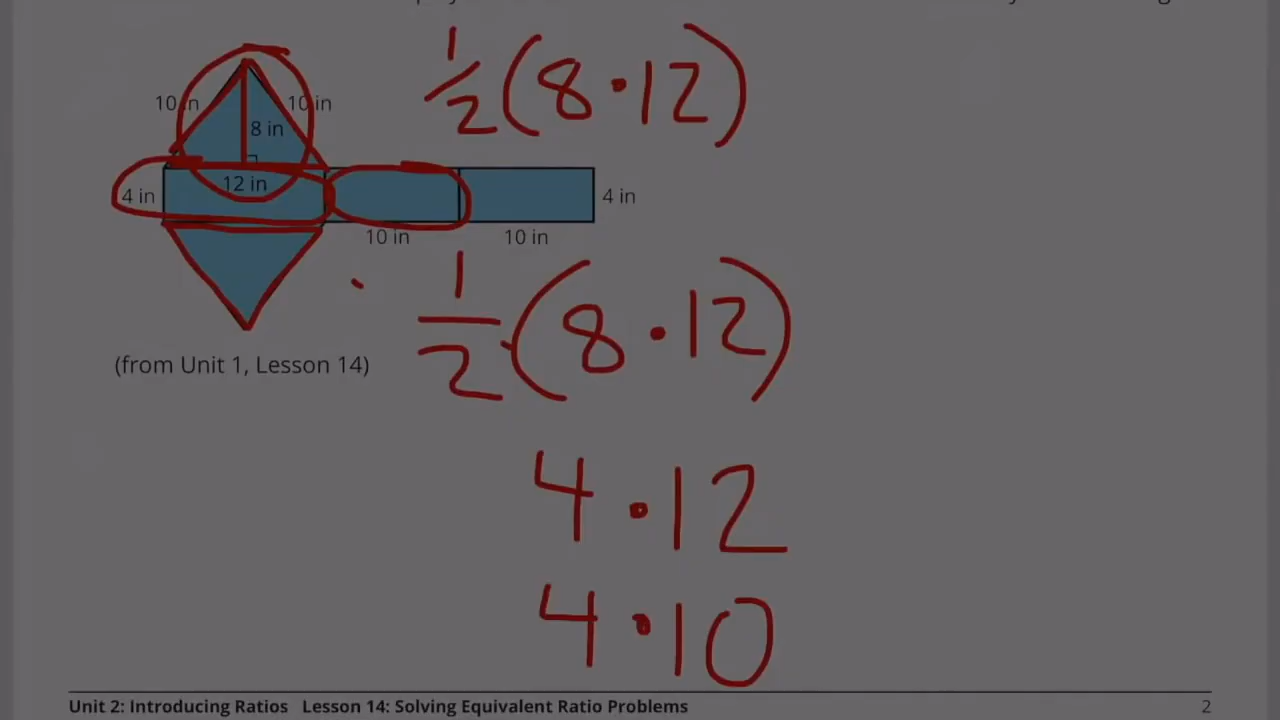 1/2 (8 · 12)
10 in 10 in
8 in
12 in
4 in 4 in
10 in 10 in
1/2 · (8 · 12)
(from Unit 1, Lesson 14)
4 · 12
4 · 10
Unit 2: Introducing Ratios Lesson 14: Solving Equivalent Ratio Problems 2